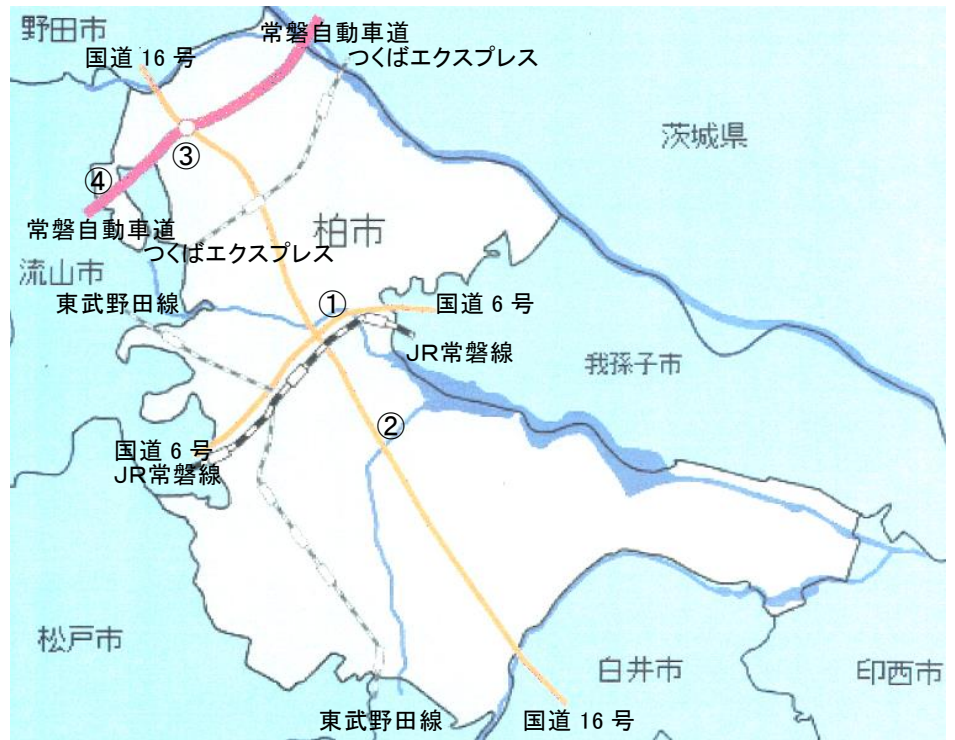 野田市
国道 16 号
常磐自動車道
つくばエクスプレス
茨城県
③
④
常磐自動車道
つくばエクスプレス
柏市
流山市
東武野田線
①
国道 6 号
JR常磐線
我孫子市
②
国道 6 号
JR常磐線
松戸市
白井市
印西市
東武野田線
国道 16 号